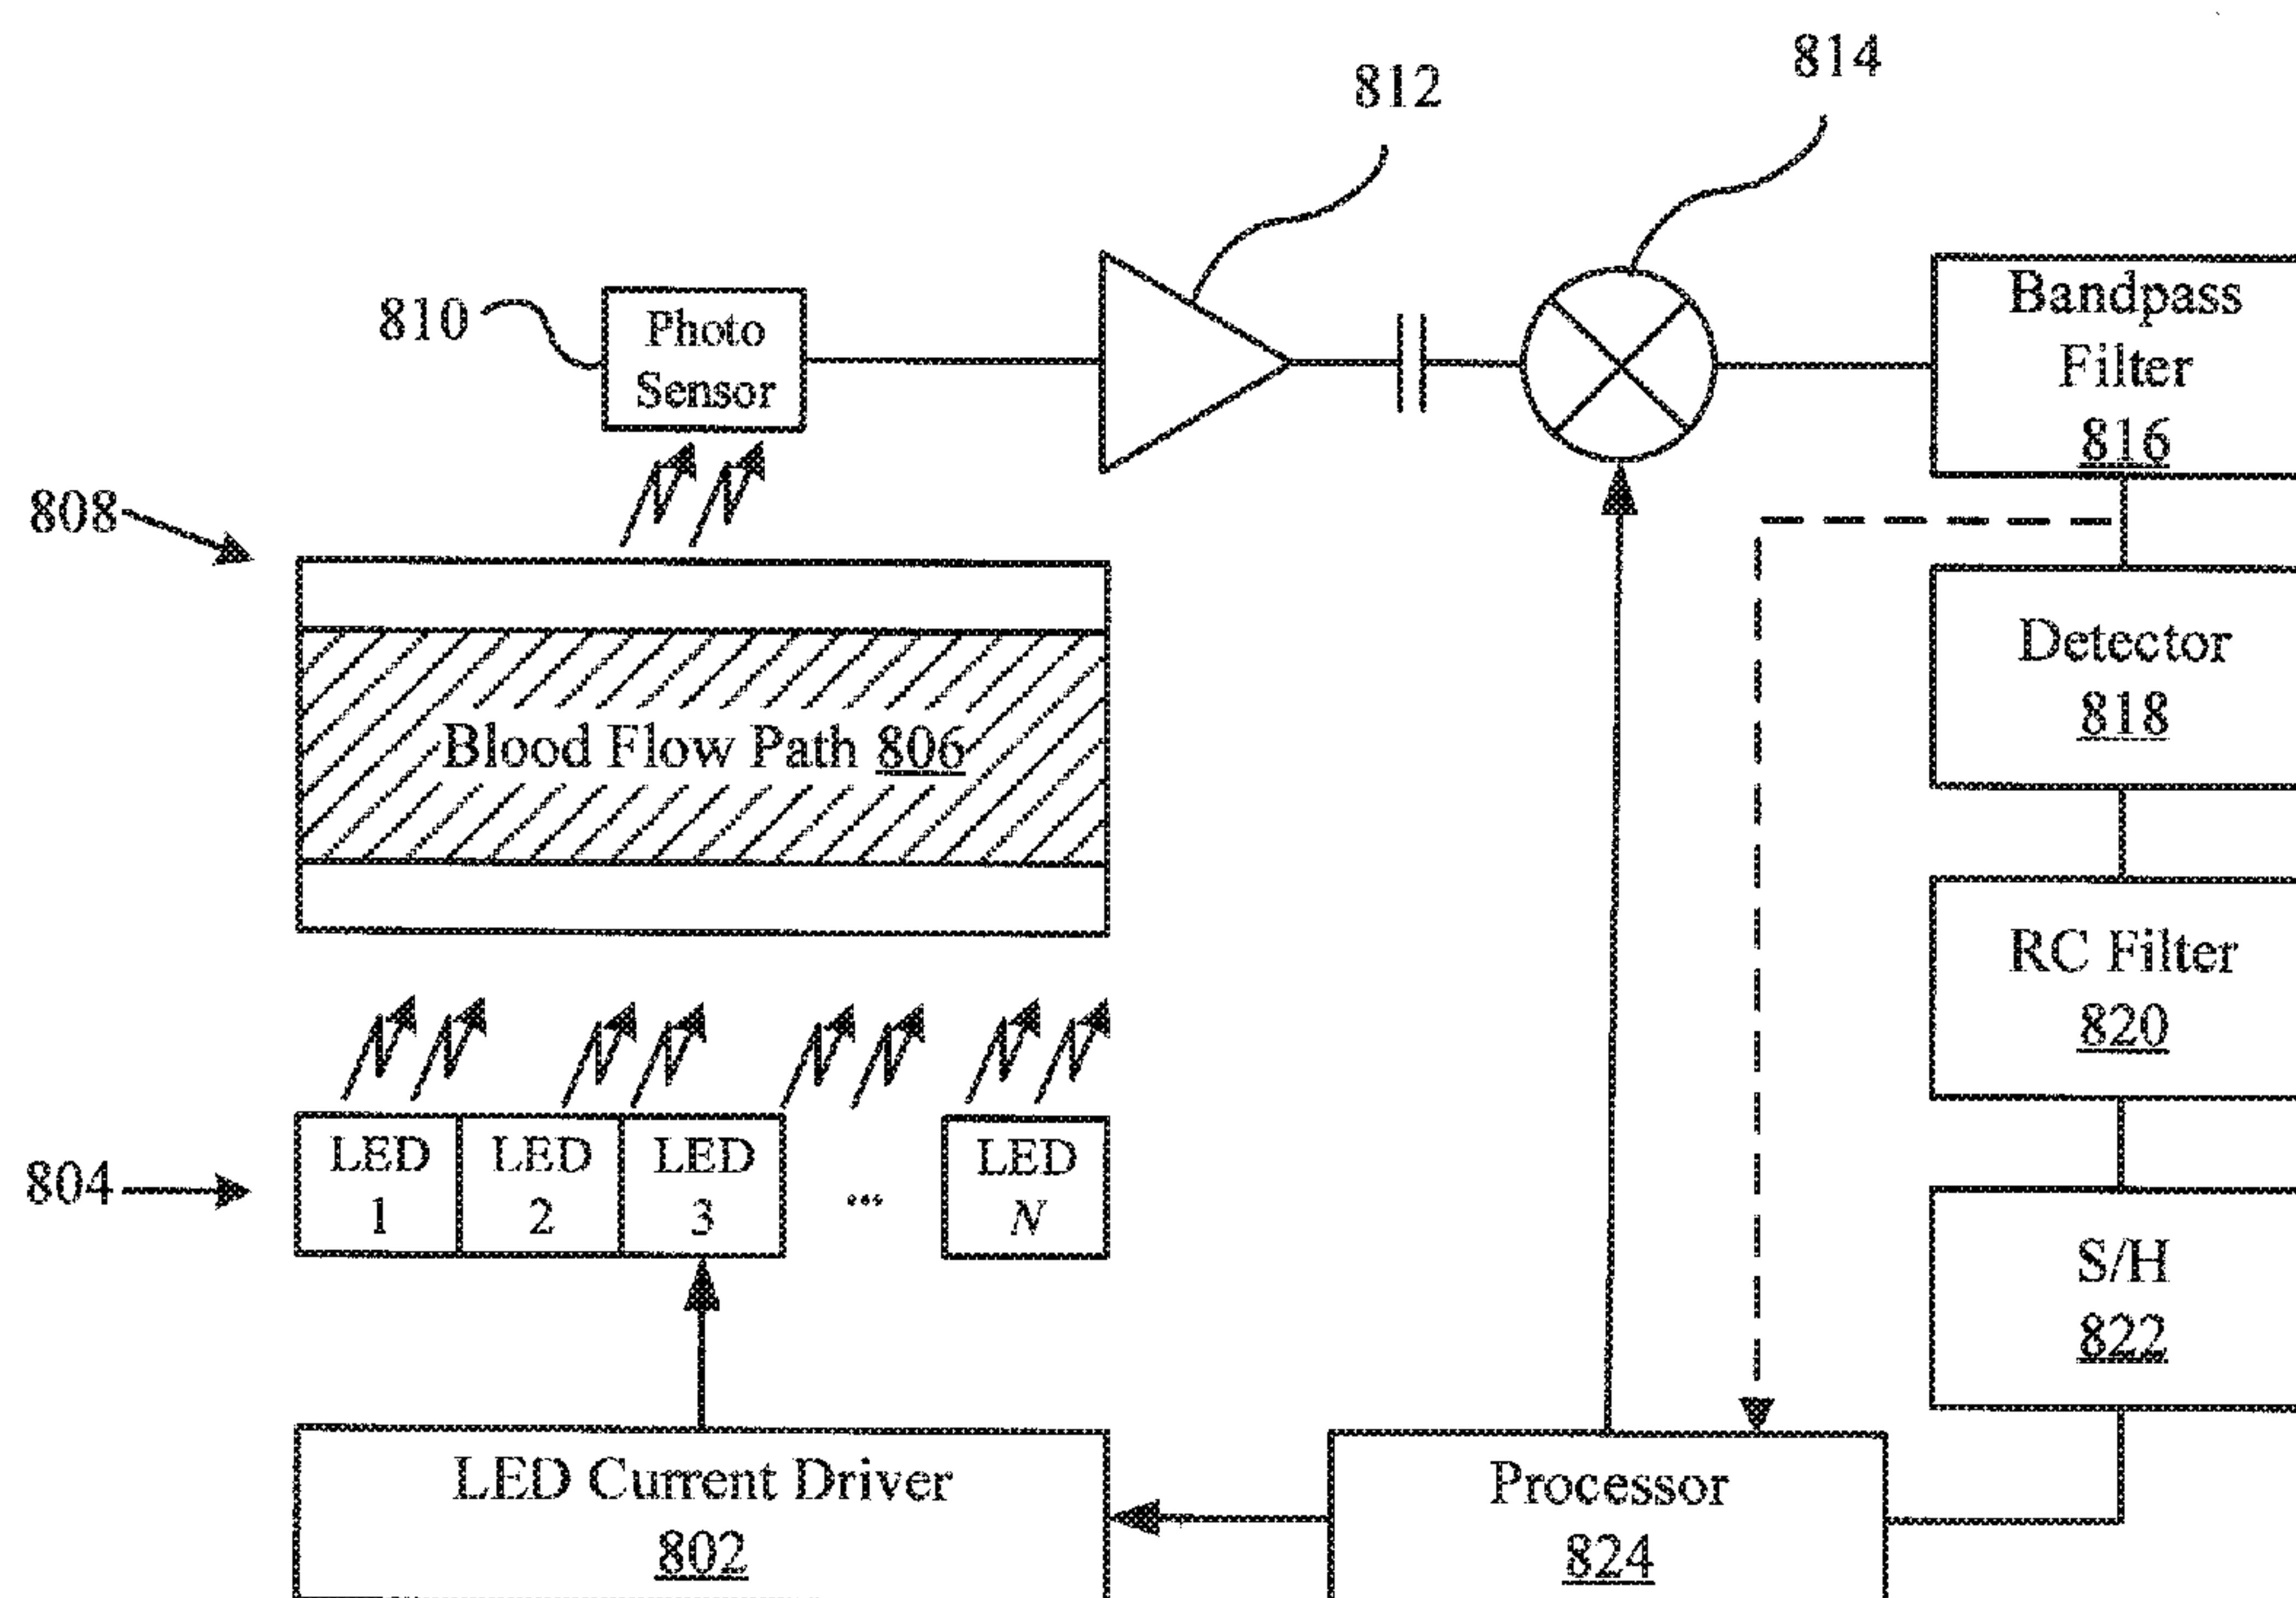 814
812
Bandpass
Filter
816
810
Photo
Sensor
808
Detector
818
Blood Flow Path 806
RC Filter
820
804
LED
1
LED
2
LED
3
...
LED
N
S/H
822
LED Current Driver
802
Processor
824